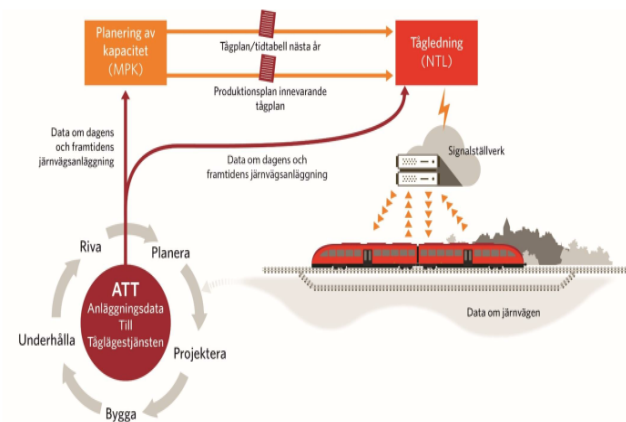 Planering av
kapacitet
(MPK)
Tågplan/tidtabell nästa år
Produktionsplan innevarande
tågplan
Tågledning
(NTL)
Signalställverk
Data om dagens
och framtidens
järnvägsanläggning
Data om dagens och
framtidens järnvägsanläggning
Riva
Planera
ATT
Anläggningsdata
Till
Tåglägestjänsten
Underhålla
Projektera
Bygga
Data om järnvägen